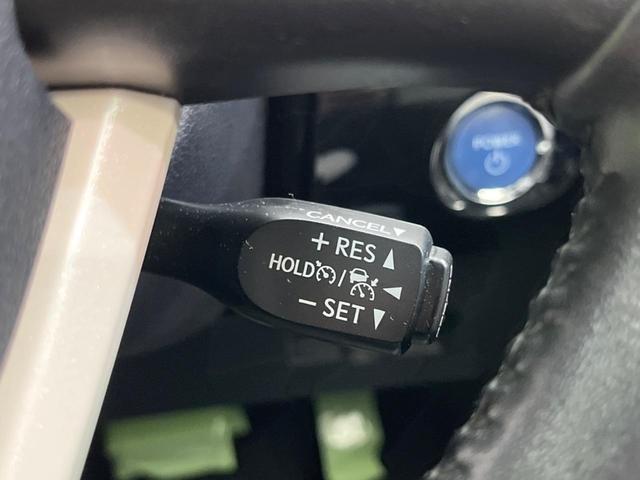 POWER
CANCEL▼
+RES▲
HOLD / ◀
−SET▼